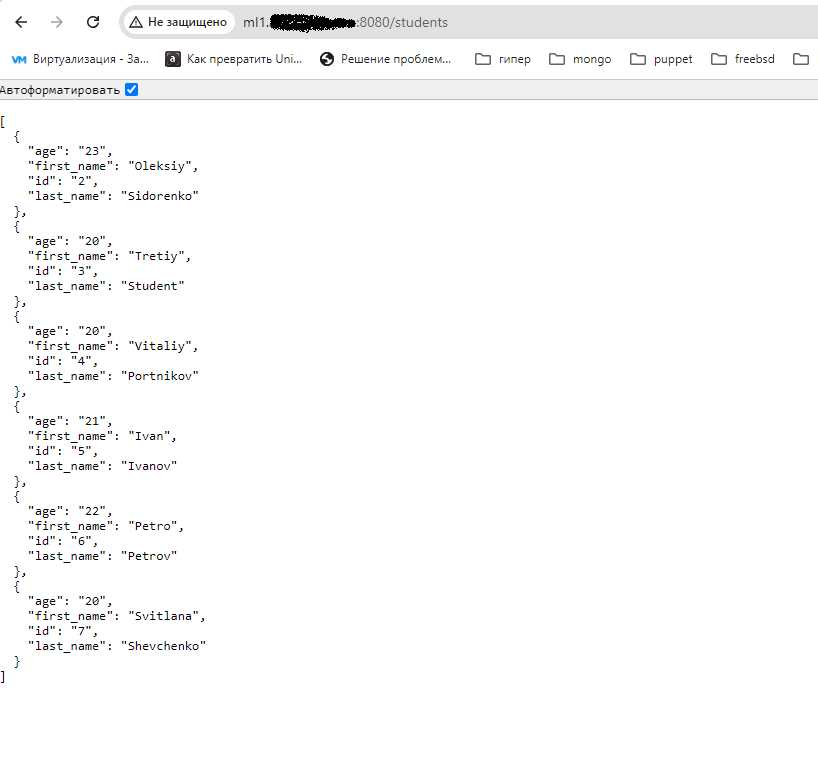 Не защищено ml1. :8080/students
Виртуализация - За... Как превратить Uni... Решение проблем... гипер mongo puppet freebsd
Автоформатировать
[
  {
    "age": "23",
    "first_name": "Oleksiy",
    "id": "2",
    "last_name": "Sidorenko"
  },
  {
    "age": "20",
    "first_name": "Tretiy",
    "id": "3",
    "last_name": "Student"
  },
  {
    "age": "20",
    "first_name": "Vitaliy",
    "id": "4",
    "last_name": "Portnikov"
  },
  {
    "age": "21",
    "first_name": "Ivan",
    "id": "5",
    "last_name": "Ivanov"
  },
  {
    "age": "22",
    "first_name": "Petro",
    "id": "6",
    "last_name": "Petrov"
  },
  {
    "age": "20",
    "first_name": "Svitlana",
    "id": "7",
    "last_name": "Shevchenko"
  }
]